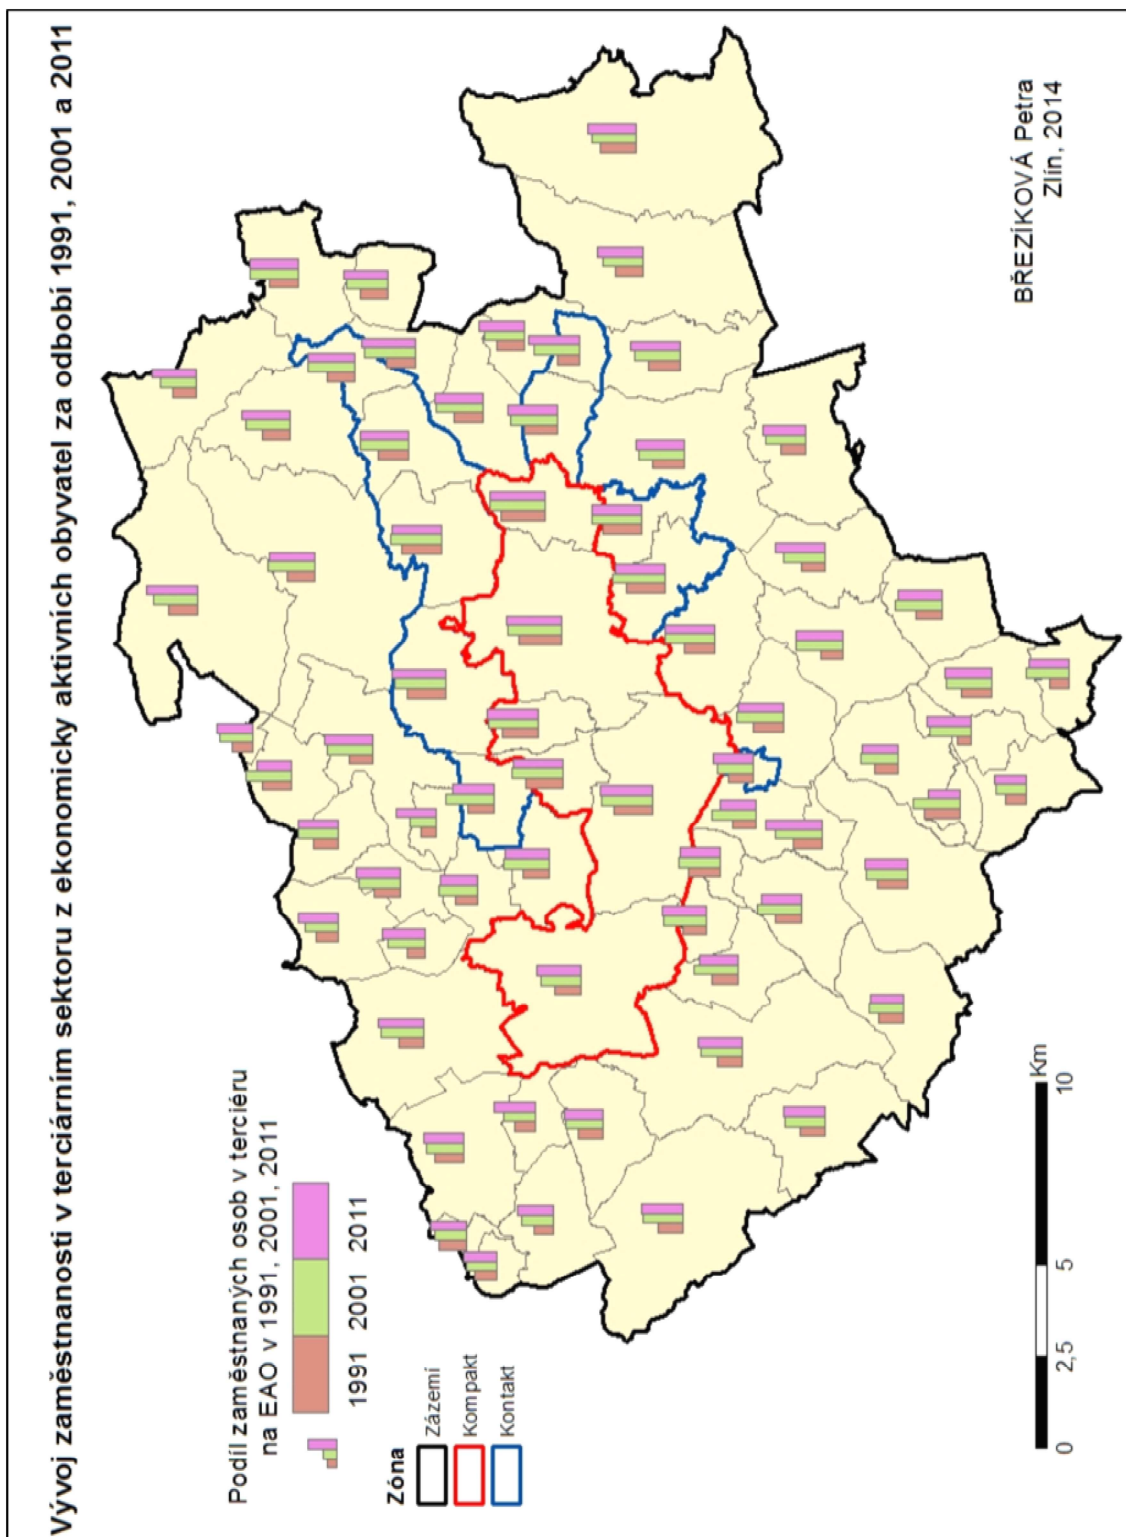 Vývoj zaměstnanosti v terciárním sektoru z ekonomicky aktivních obyvatel za odbobí 1991, 2001 a 2011
Podíl zaměstnaných osob v terciéru
na EAO v 1991, 2001, 2011
1991 2001 2011
Zóna
Zázemí
Kompakt
Kontakt
0 2,5 5 10
Km
BŘEZÍKOVÁ Petra
Zlín, 2014